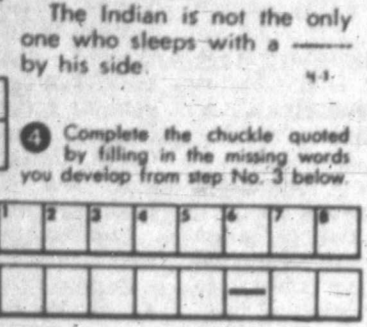 The Indian is not the only
one who sleeps with a --------
by his side.
4-3-
4 Complete the chuckle quoted
by filling in the missing words
you develop from step No. 3 below.
1 2 3 4 5 6 7 8